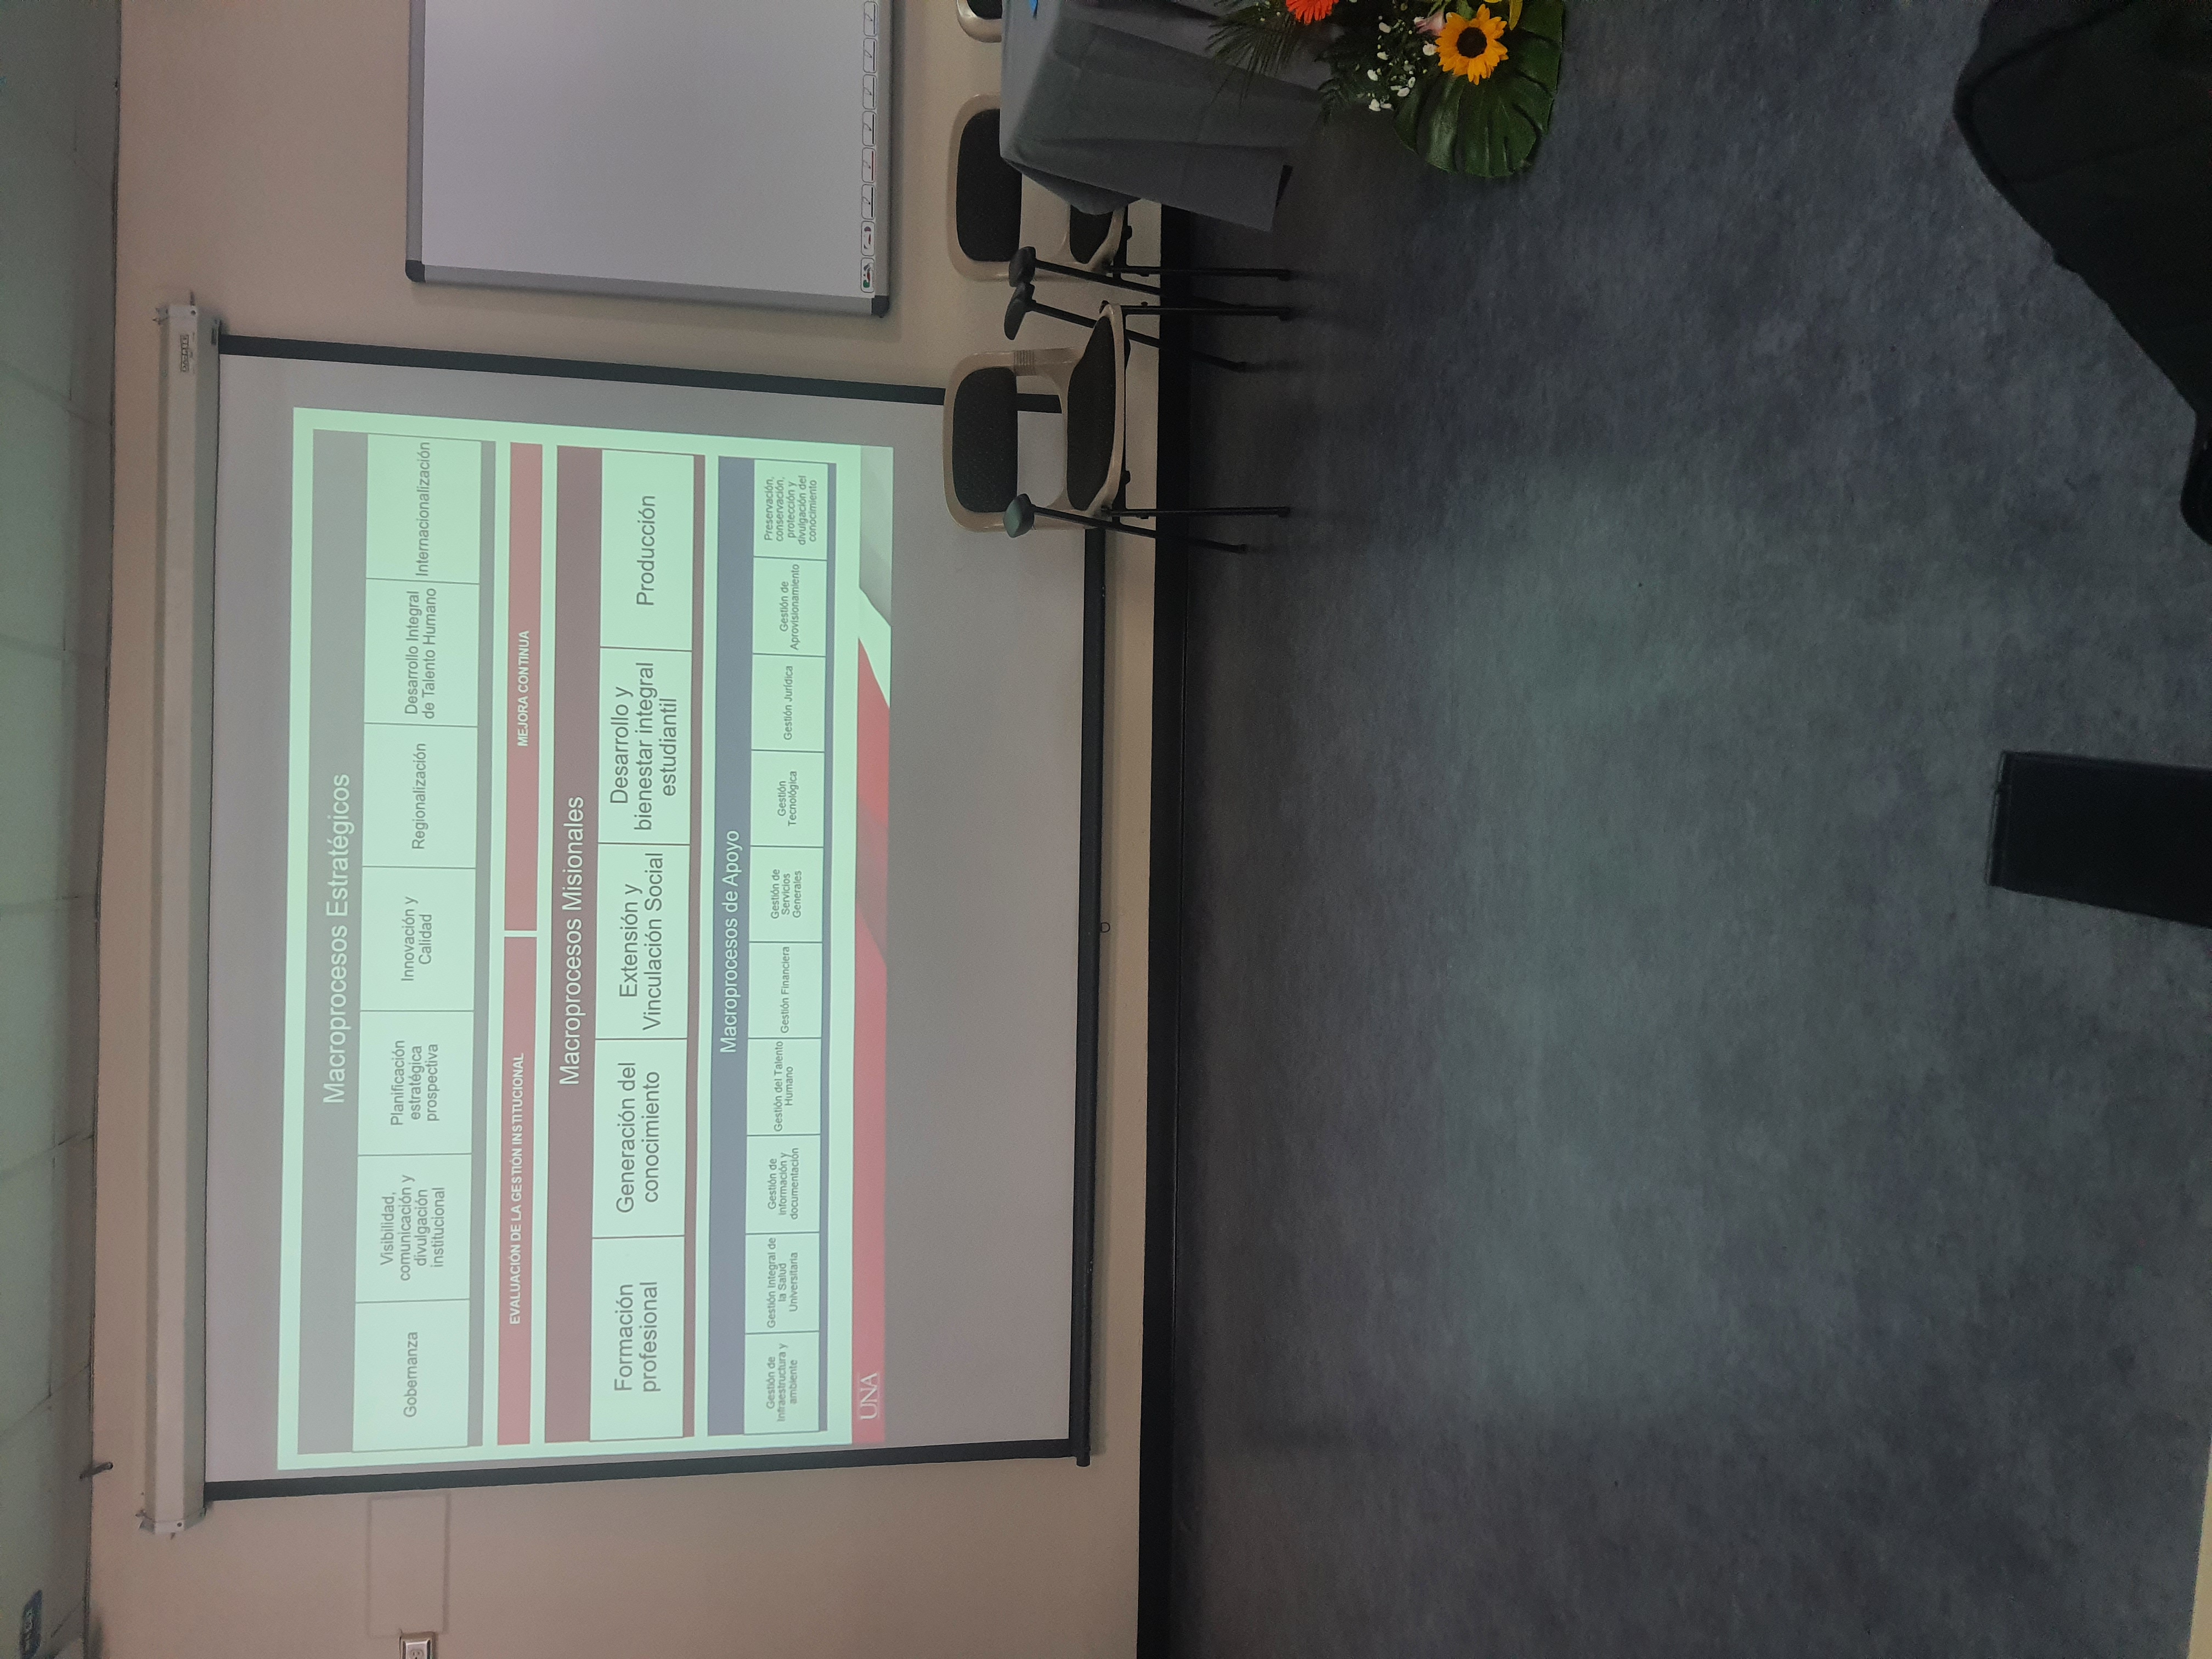 Macroprocesos Estratégicos
Gobernanza
Visibilidad,
comunicación y
divulgación
institucional
Planificación
estratégica
prospectiva
Innovación y
Calidad
Regionalización
Desarrollo Integral
de Talento Humano
Internacionalización
EVALUACIÓN DE LA GESTIÓN INSTITUCIONAL
MEJORA CONTINUA
Macroprocesos Misionales
Formación
profesional
Generación del
conocimiento
Extensión y
Vinculación Social
Desarrollo y
bienestar integral
estudiantil
Producción
Macroprocesos de Apoyo
Gestión de
Infraestructura y
ambiente
Gestión Integral de
la Salud
Universitaria
Gestión de
información y
documentación
Gestión del Talento
Humano
Gestión Financiera
Gestión de
Servicios
Generales
Gestión
Tecnológica
Gestión Jurídica
Gestión de
Aprovisionamiento
Preservación,
conservación,
protección y
divulgación del
conocimiento
UNA